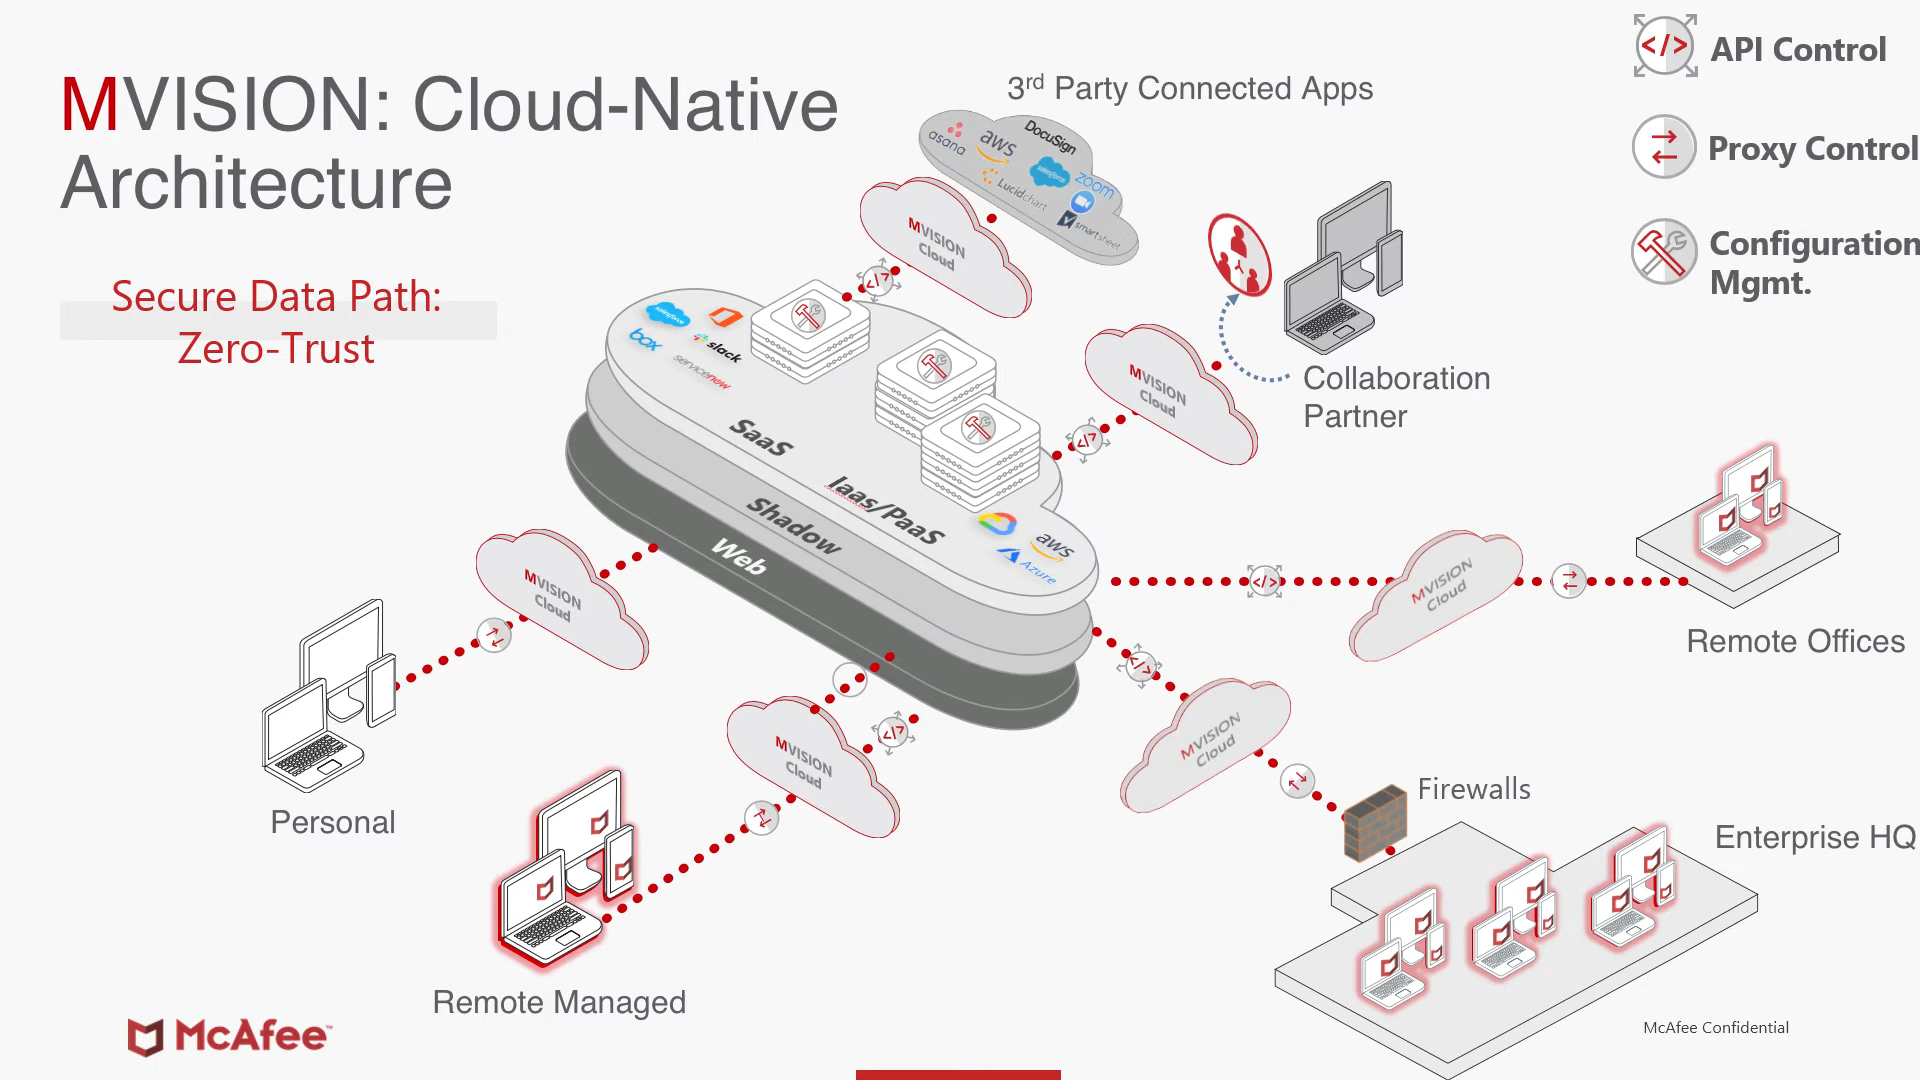 MVISION: Cloud-Native
Architecture
Secure Data Path:
Zero-Trust
3rd Party Connected Apps
API Control
Proxy Control
Configuration
Mgmt.
asana
aws
DocuSign
salesforce
Lucidchart
zoom
smartsheet
MVISION
Cloud
Collaboration
Partner
MVISION
Cloud
salesforce
box
slack
servicenow
SaaS
Iaas/PaaS
Shadow
Web
aws
Azure
MVISION
Cloud
MVISION
Cloud
Remote Offices
MVISION
Cloud
MVISION
Cloud
Personal
Remote Managed
Firewalls
Enterprise HQ
McAfee™
McAfee Confidential